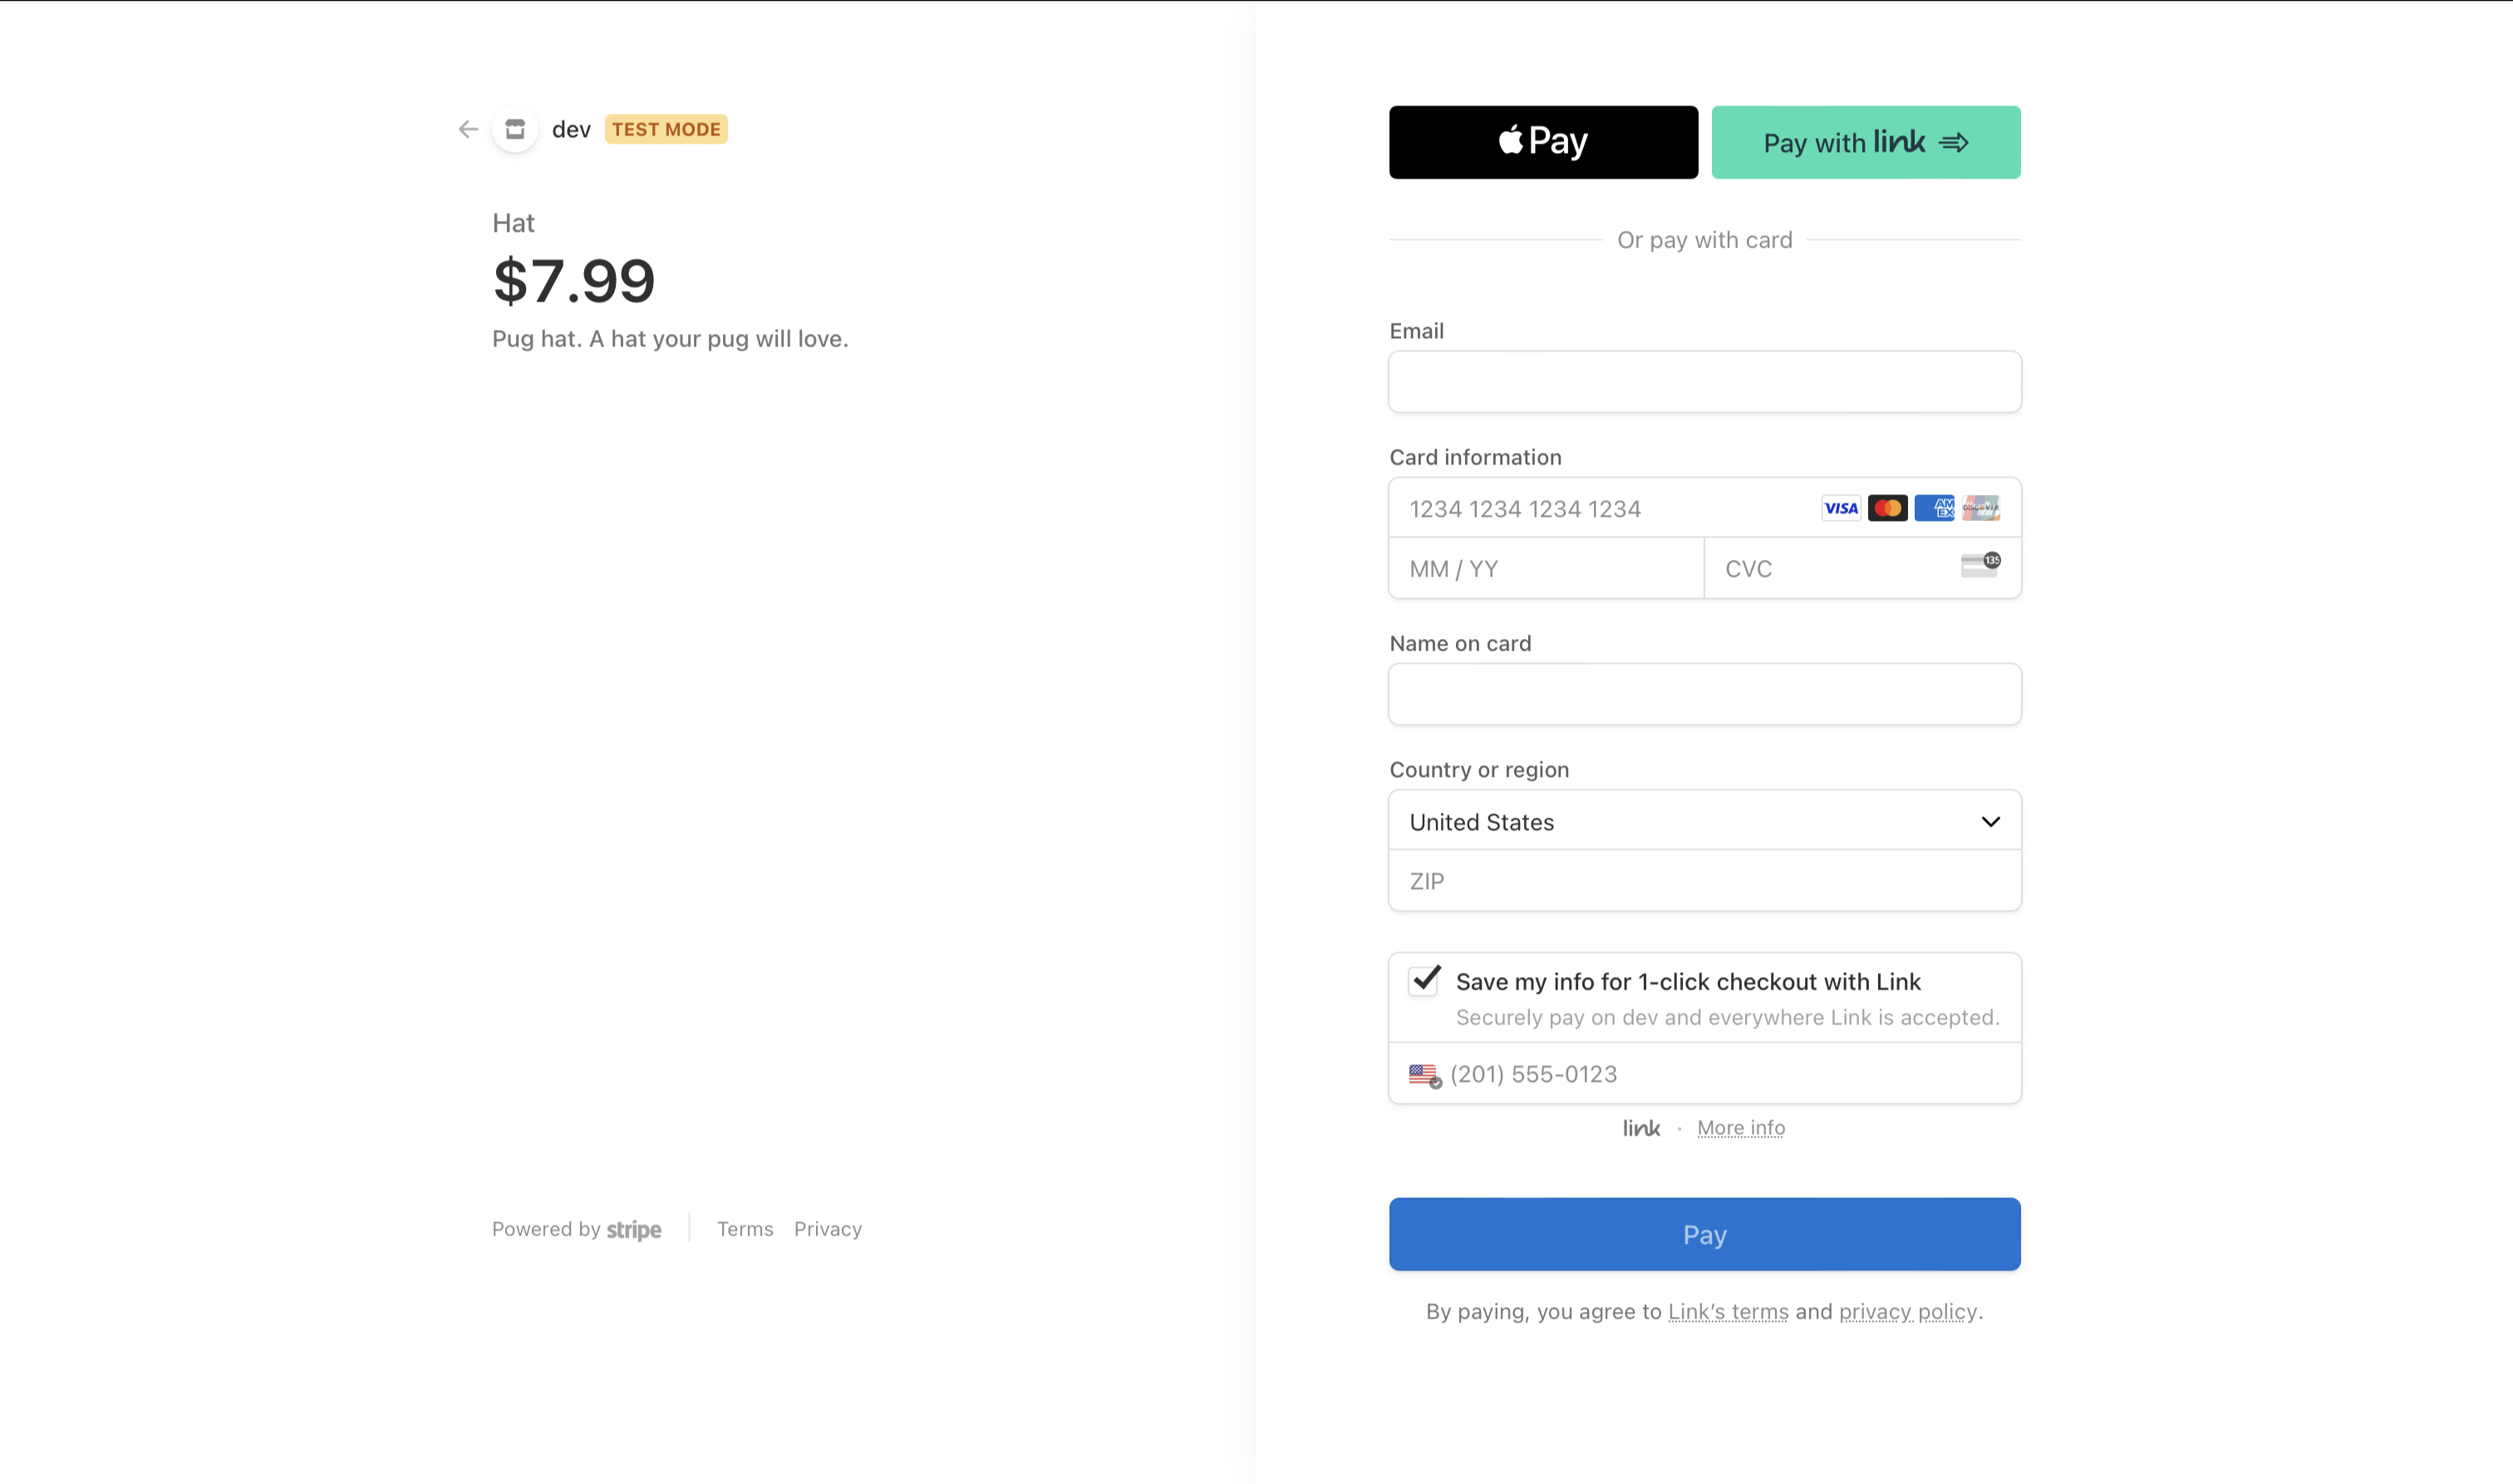 dev TEST MODE
Hat
$7.99
Pug hat. A hat your pug will love.
Powered by stripe Terms Privacy
Pay
Pay with link
Or pay with card
Email
Card information
1234 1234 1234 1234 VISA AMEX DISCOVER
MM / YY CVC 135
Name on card
Country or region
United States
ZIP
Save my info for 1-click checkout with Link
Securely pay on dev and everywhere Link is accepted.
(201) 555-0123
link · More info
Pay
By paying, you agree to Link’s terms and privacy policy.